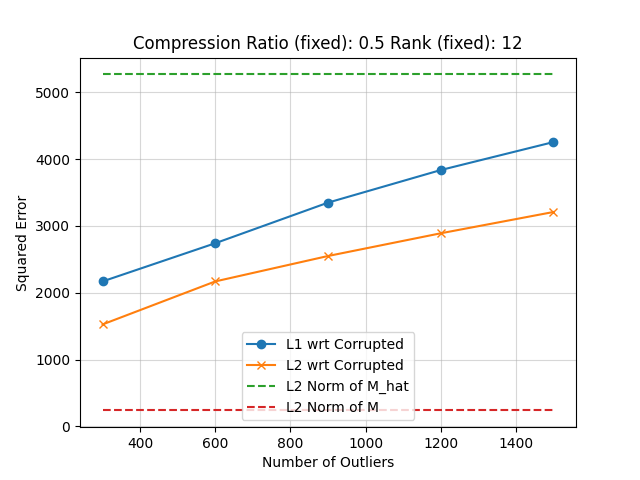 Compression Ratio (fixed): 0.5 Rank (fixed): 12
Squared Error
5000
4000
3000
2000
1000
0
L1 wrt Corrupted
L2 wrt Corrupted
L2 Norm of M_hat
L2 Norm of M
400 600 800 1000 1200 1400
Number of Outliers